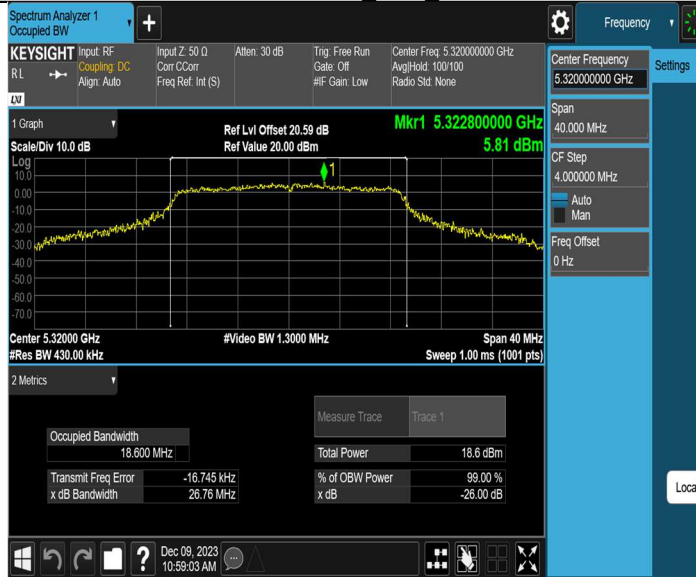 Spectrum Analyzer 1
Occupied BW
+
Frequency
KEYSIGHT
RL
LXI
Input: RF
Coupling: DC
Align: Auto
Input Z: 50 Ω
Corr CCorr
Freq Ref: Int (S)
Atten: 30 dB
Trig: Free Run
Gate: Off
#IF Gain: Low
Center Freq: 5.320000000 GHz
Avg|Hold: 100/100
Radio Std: None
Center Frequency
5.320000000 GHz
Settings
Span
40.000 MHz
CF Step
4.000000 MHz
Auto
Man
Freq Offset
0 Hz
1 Graph
Scale/Div 10.0 dB
Ref Lvl Offset 20.59 dB
Ref Value 20.00 dBm
Mkr1 5.322800000 GHz
5.81 dBm
Log
10.0
0.00
-10.0
-20.0
-30.0
-40.0
-50.0
-60.0
-70.0
1
Center 5.32000 GHz
#Res BW 430.00 kHz
#Video BW 1.3000 MHz
Span 40 MHz
Sweep 1.00 ms (1001 pts)
2 Metrics
Measure Trace
Trace 1
Occupied Bandwidth
18.600 MHz
Total Power
18.6 dBm
Transmit Freq Error
-16.745 kHz
% of OBW Power
99.00 %
x dB Bandwidth
26.76 MHz
x dB
-26.00 dB
Loca
?
Dec 09, 2023
10:59:03 AM